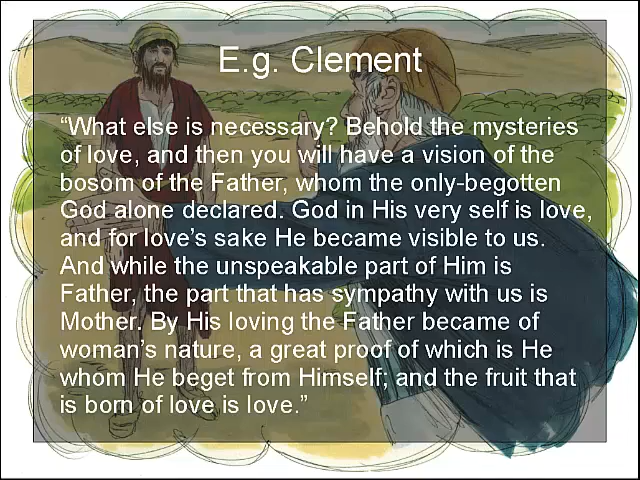 E.g. Clement
“What else is necessary? Behold the mysteries
of love, and then you will have a vision of the
bosom of the Father, whom the only-begotten
God alone declared. God in His very self is love,
and for love’s sake He became visible to us.
And while the unspeakable part of Him is
Father, the part that has sympathy with us is
Mother. By His loving the Father became of
woman’s nature, a great proof of which is He
whom He beget from Himself; and the fruit that
is born of love is love.”